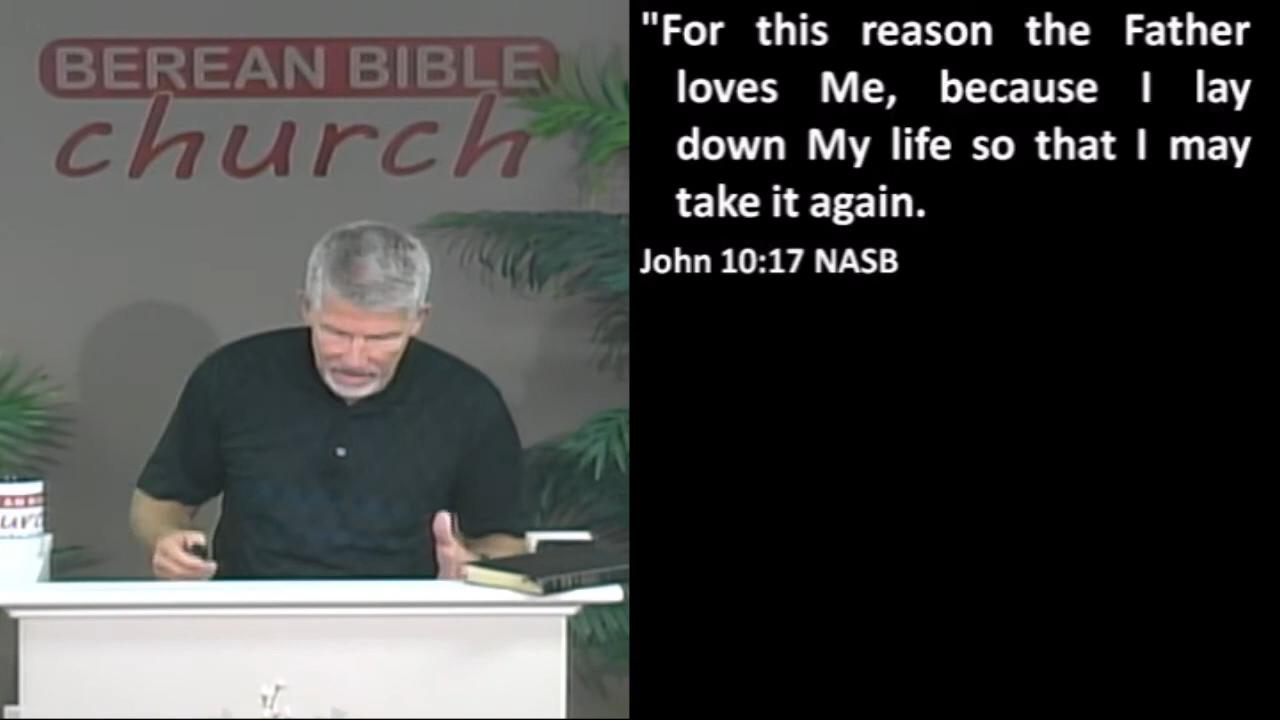 BEREAN BIBLE
church
"For this reason the Father
loves Me, because I lay
down My life so that I may
take it again.
John 10:17 NASB